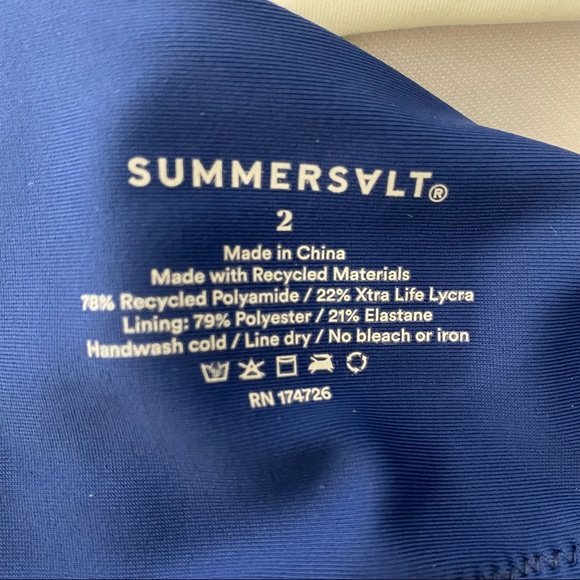 SUMMERSⱯLT®
2
Made in China
Made with Recycled Materials
78% Recycled Polyamide / 22% Xtra Life Lycra
Lining: 79% Polyester / 21% Elastane
Handwash cold / Line dry / No bleach or iron
RN 174726